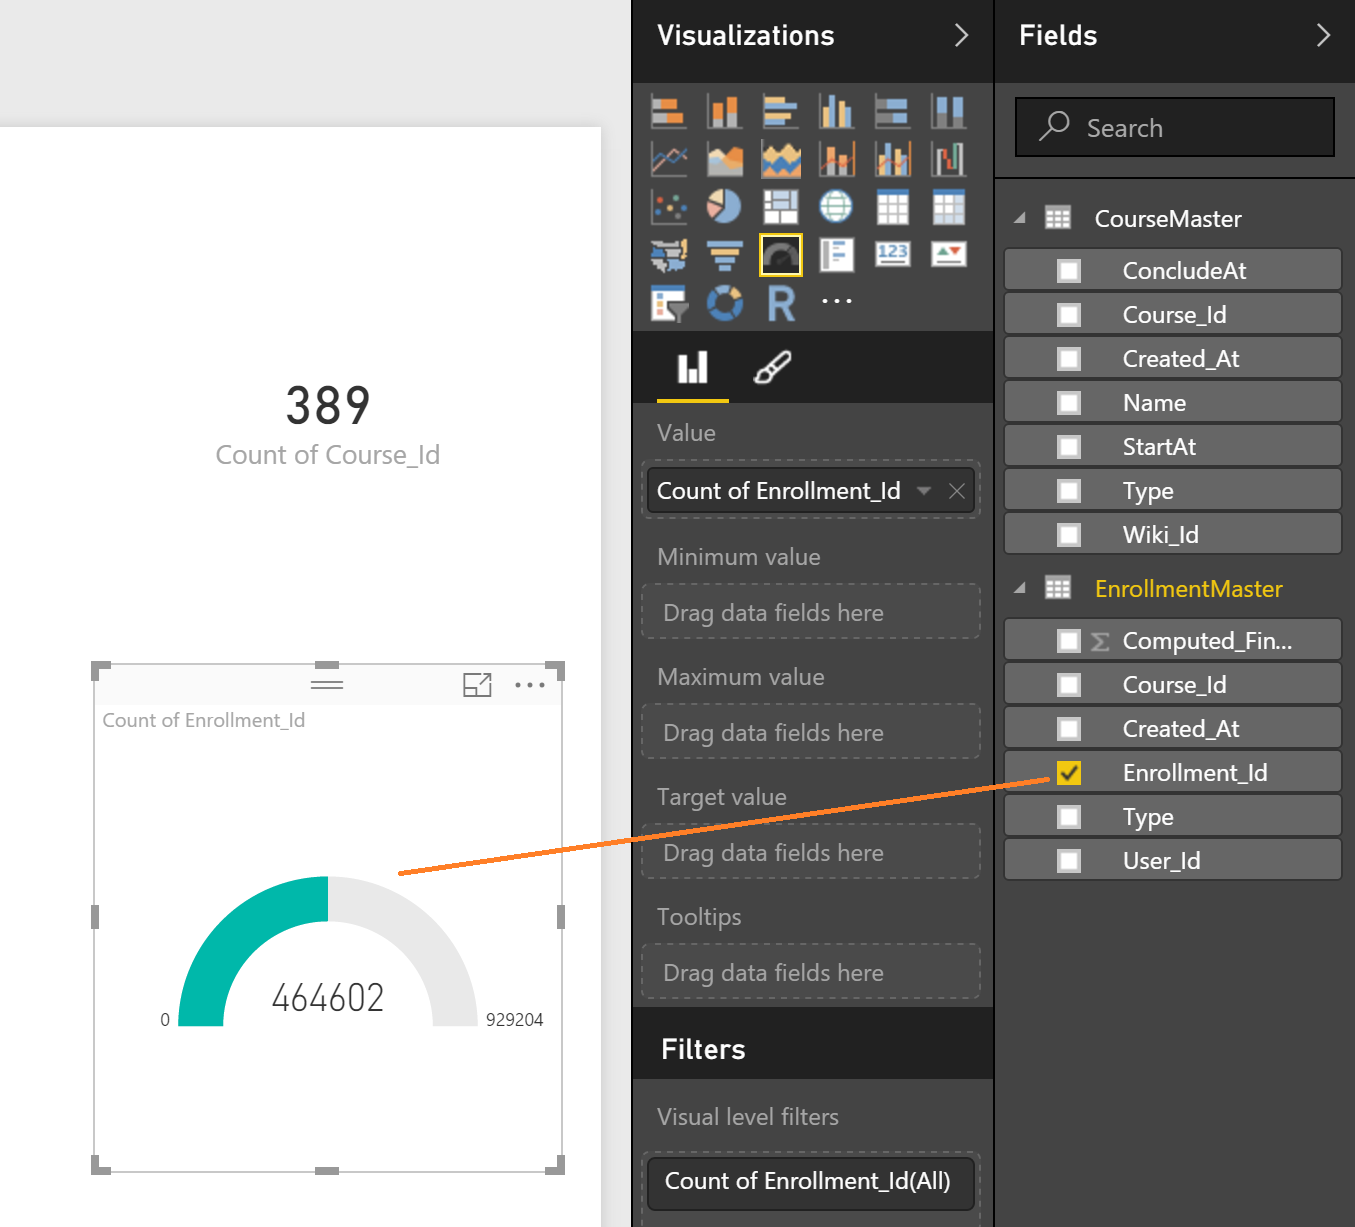 389
Count of Course_Id
Count of Enrollment_Id
464602
0
929204
Visualizations
123
R
Value
Count of Enrollment_Id
Minimum value
Drag data fields here
Maximum value
Drag data fields here
Target value
Drag data fields here
Tooltips
Drag data fields here
Filters
Visual level filters
Count of Enrollment_Id(All)
Fields
Search
CourseMaster
ConcludeAt
Course_Id
Created_At
Name
StartAt
Type
Wiki_Id
EnrollmentMaster
Σ Computed_Fin...
Course_Id
Created_At
Enrollment_Id
Type
User_Id